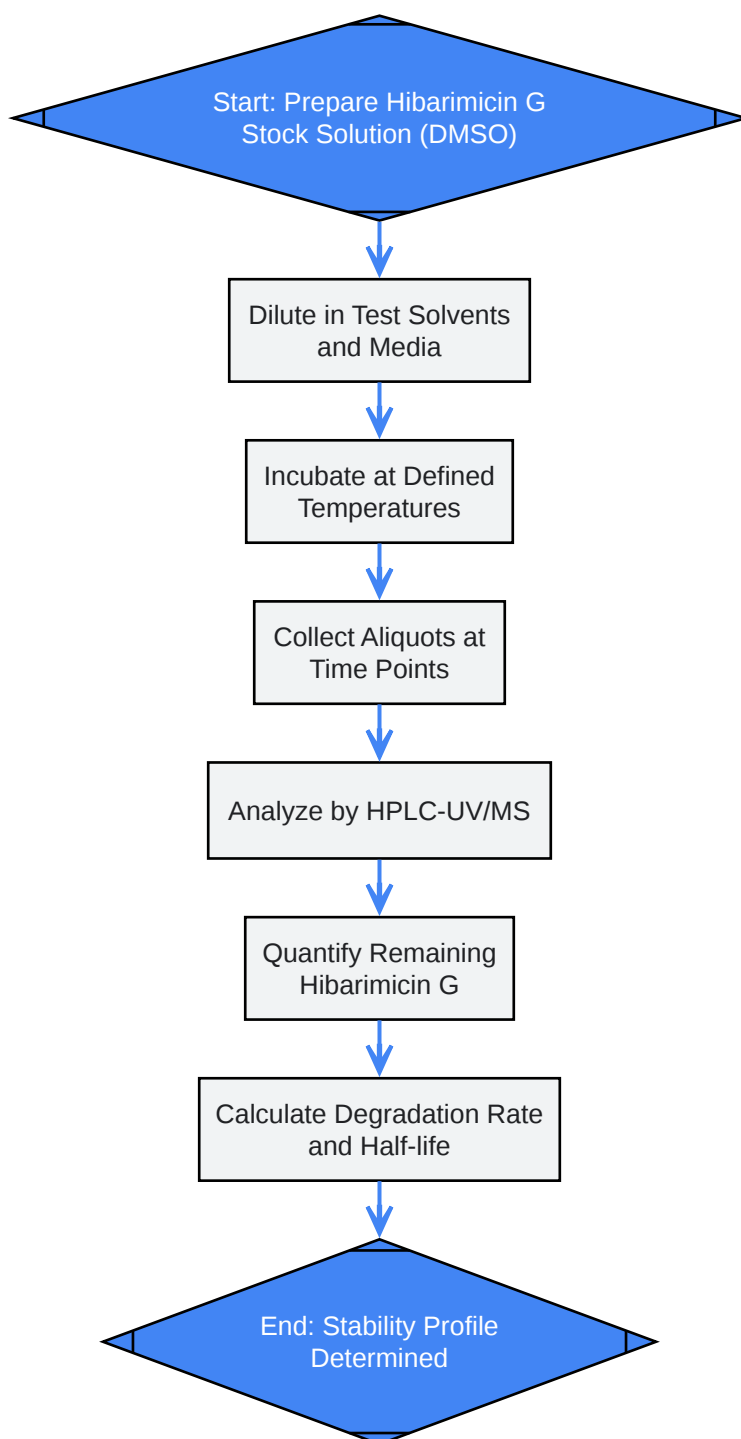 Start: Prepare Hibarimicin G
Stock Solution (DMSO)
Dilute in Test Solvents
and Media
Incubate at Defined
Temperatures
Collect Aliquots at
Time Points
Analyze by HPLC-UV/MS
Quantify Remaining
Hibarimicin G
Calculate Degradation Rate
and Half-life
End: Stability Profile
Determined